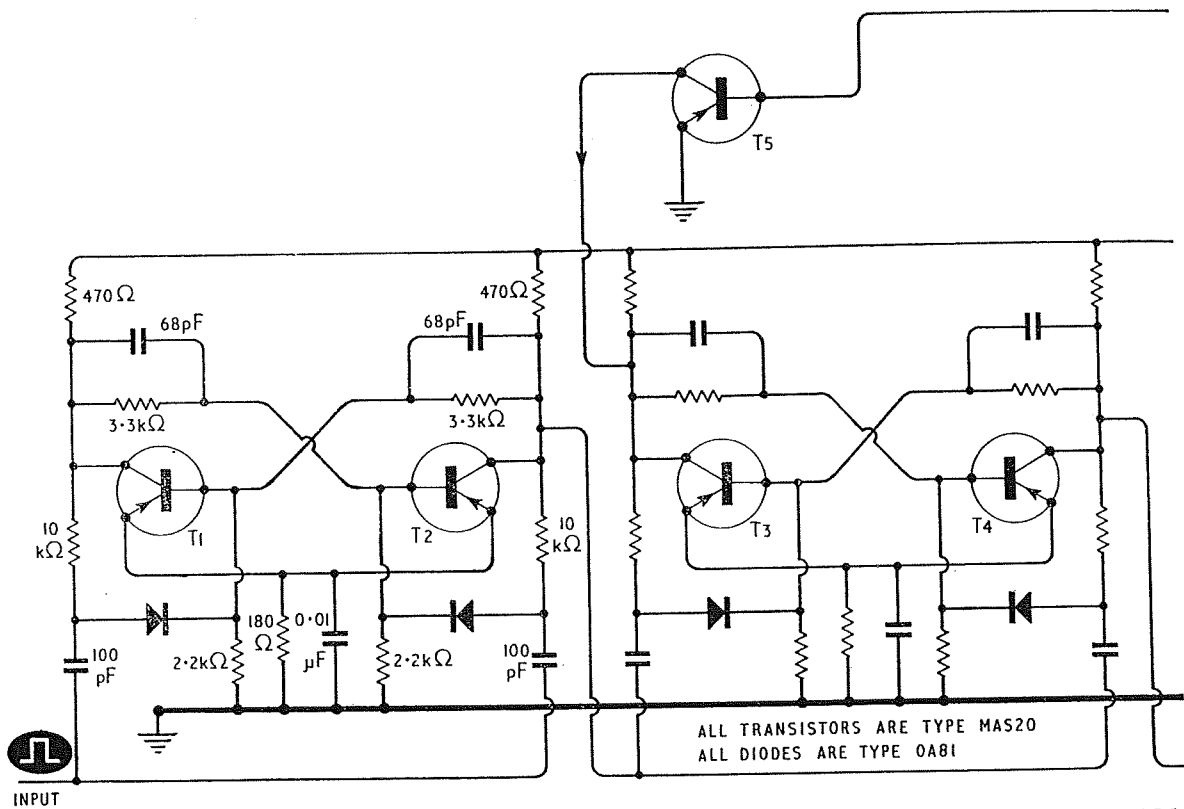 T5
470Ω
470Ω
68pF
68pF
3·3kΩ
3·3kΩ
T1
T2
T3
T4
10
kΩ
10
kΩ
180
Ω
0·01
µF
2·2kΩ
2·2kΩ
100
pF
100
pF
ALL TRANSISTORS ARE TYPE MAS20
ALL DIODES ARE TYPE OA81
INPUT